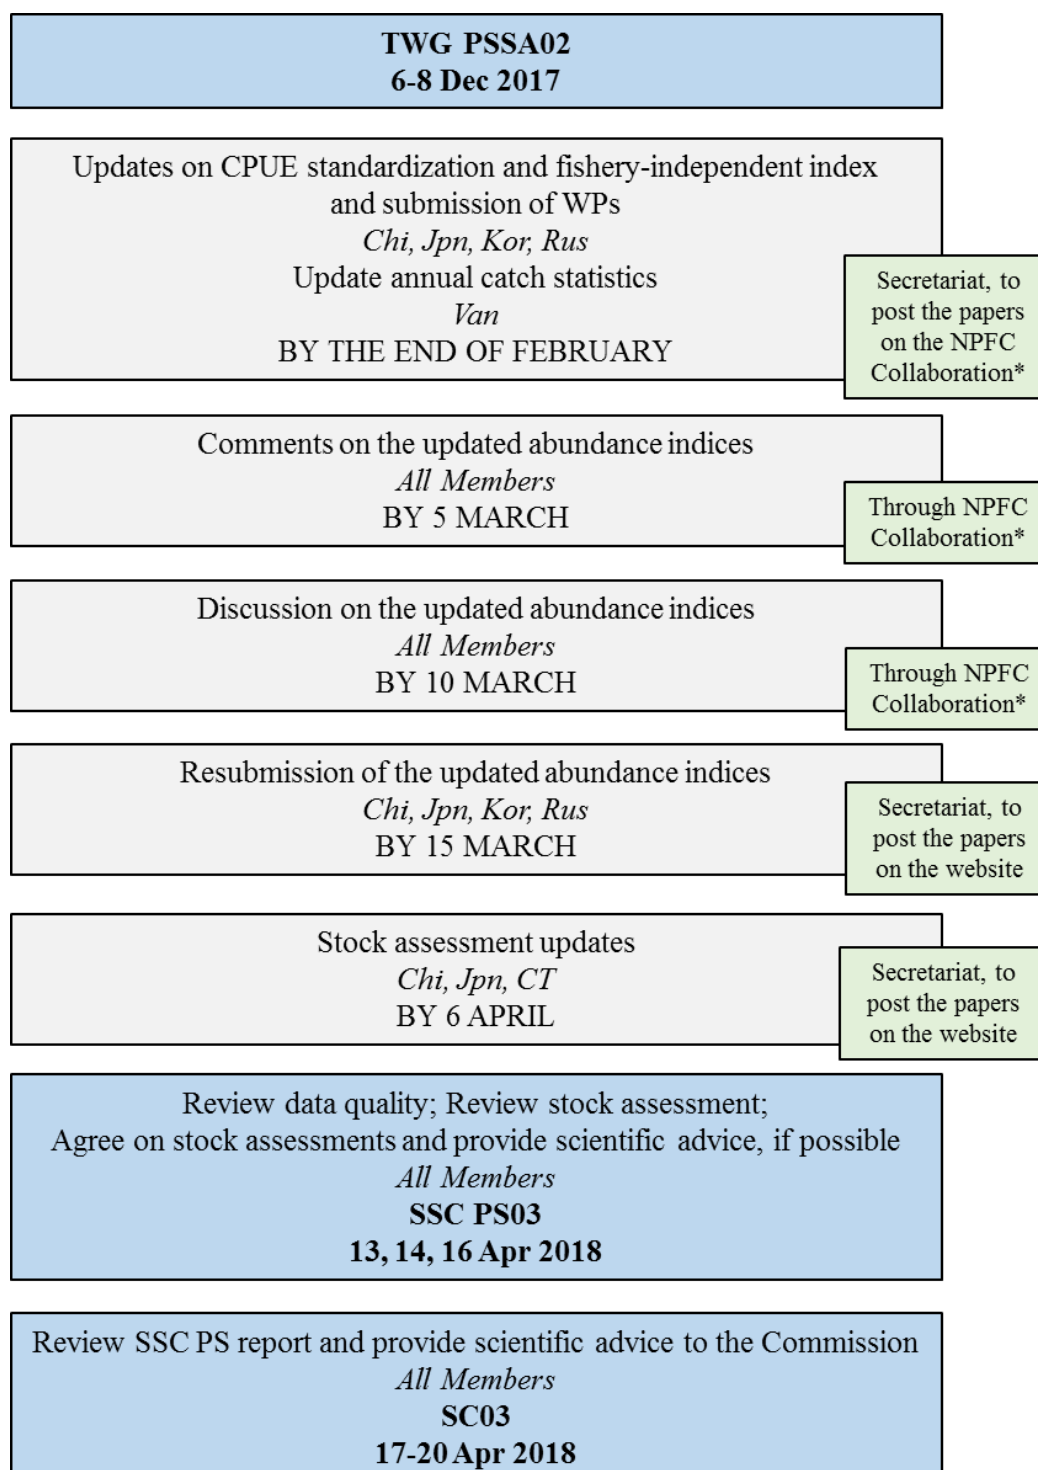 TWG PSSA02
6-8 Dec 2017
Updates on CPUE standardization and fishery-independent index
and submission of WPs
Chi, Jpn, Kor, Rus
Update annual catch statistics
Van
BY THE END OF FEBRUARY
Secretariat, to
post the papers
on the NPFC
Collaboration*
Comments on the updated abundance indices
All Members
BY 5 MARCH
Through NPFC
Collaboration*
Discussion on the updated abundance indices
All Members
BY 10 MARCH
Through NPFC
Collaboration*
Resubmission of the updated abundance indices
Chi, Jpn, Kor, Rus
BY 15 MARCH
Secretariat, to
post the papers
on the website
Stock assessment updates
Chi, Jpn, CT
BY 6 APRIL
Secretariat, to
post the papers
on the website
Review data quality; Review stock assessment;
Agree on stock assessments and provide scientific advice, if possible
All Members
SSC PS03
13, 14, 16 Apr 2018
Review SSC PS report and provide scientific advice to the Commission
All Members
SC03
17-20 Apr 2018